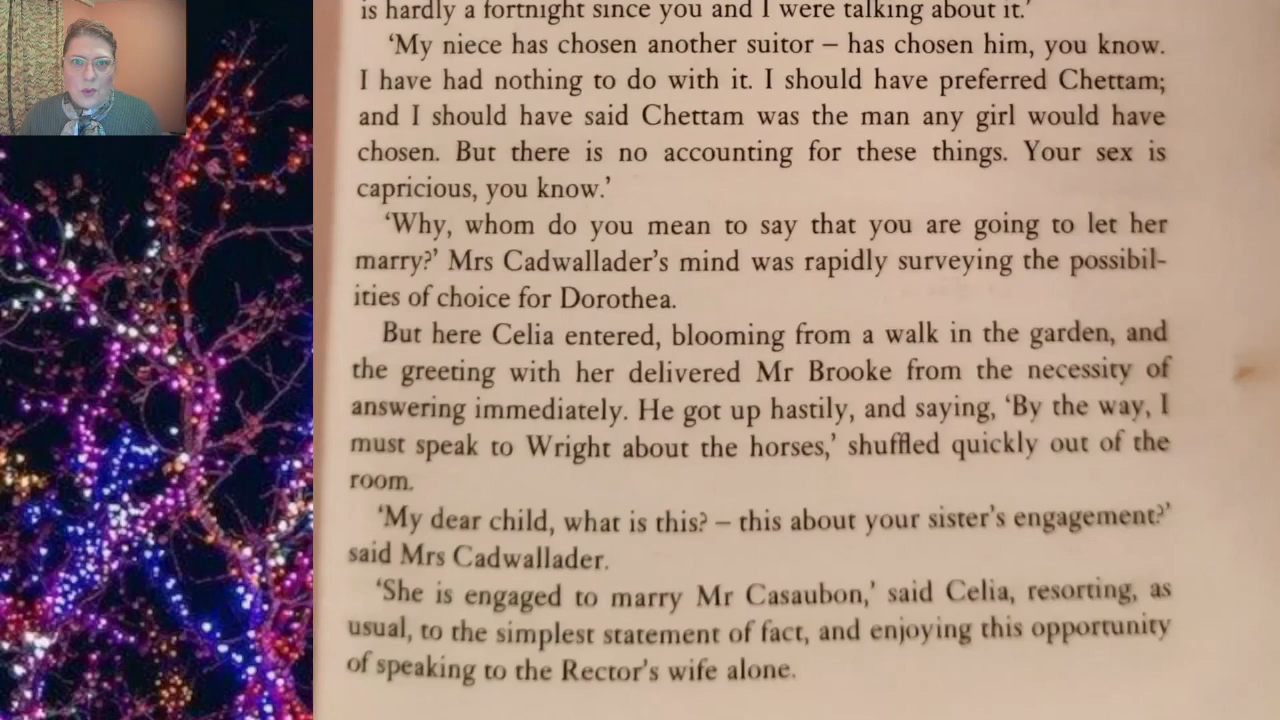 is hardly a fortnight since you and I were talking about it.’
‘My niece has chosen another suitor – has chosen him, you know.
I have had nothing to do with it. I should have preferred Chettam;
and I should have said Chettam was the man any girl would have
chosen. But there is no accounting for these things. Your sex is
capricious, you know.’
‘Why, whom do you mean to say that you are going to let her
marry?’ Mrs Cadwallader’s mind was rapidly surveying the possibil-
ities of choice for Dorothea.
But here Celia entered, blooming from a walk in the garden, and
the greeting with her delivered Mr Brooke from the necessity of
answering immediately. He got up hastily, and saying, ‘By the way, I
must speak to Wright about the horses,’ shuffled quickly out of the
room.
‘My dear child, what is this? – this about your sister’s engagement?’
said Mrs Cadwallader.
‘She is engaged to marry Mr Casaubon,’ said Celia, resorting, as
usual, to the simplest statement of fact, and enjoying this opportunity
of speaking to the Rector’s wife alone.